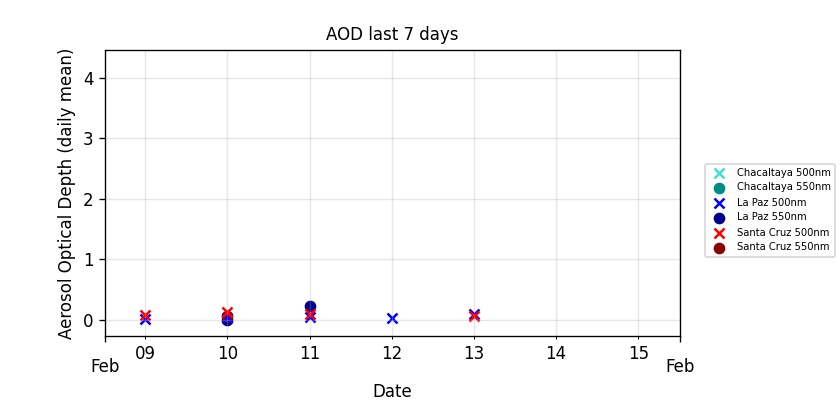 AOD last 7 days
Aerosol Optical Depth (daily mean)
4
3
2
1
0
09 10 11 12 13 14 15
Feb Feb
Date
Chacaltaya 500nm
Chacaltaya 550nm
La Paz 500nm
La Paz 550nm
Santa Cruz 500nm
Santa Cruz 550nm